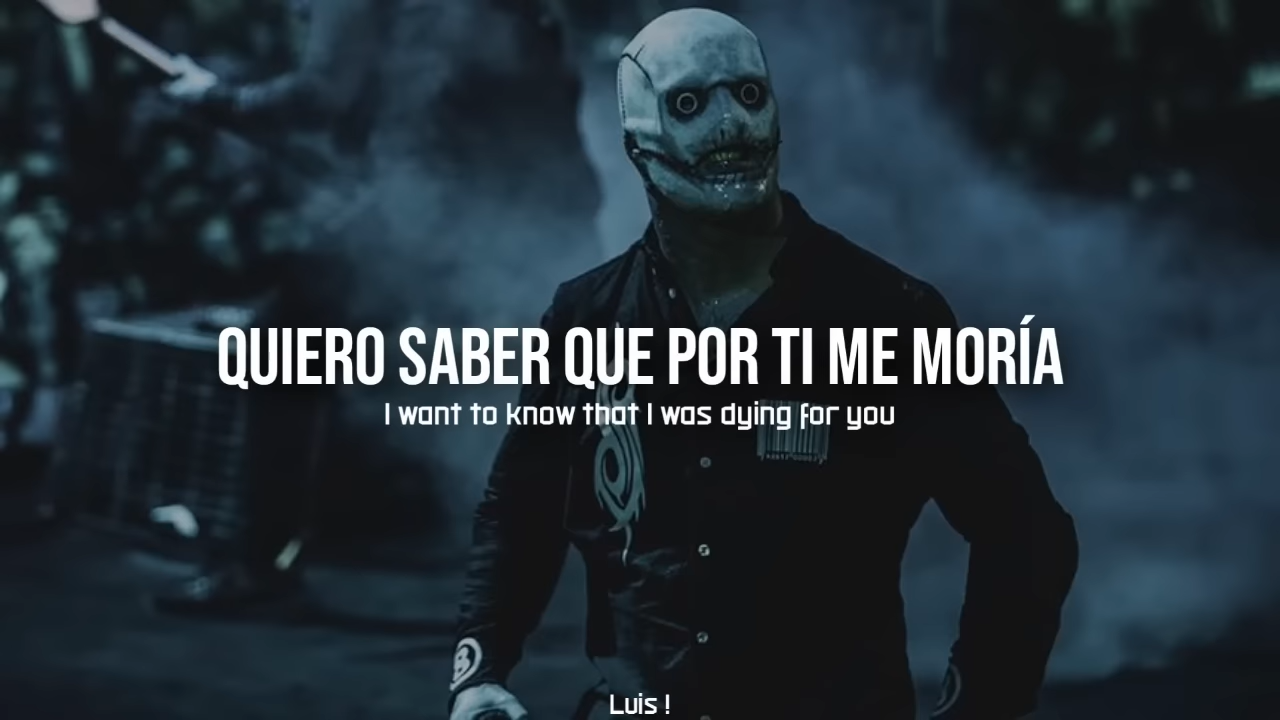 QUIERO SABER QUE POR TI ME MORÍA
I want to know that I was dying for you
Luis !